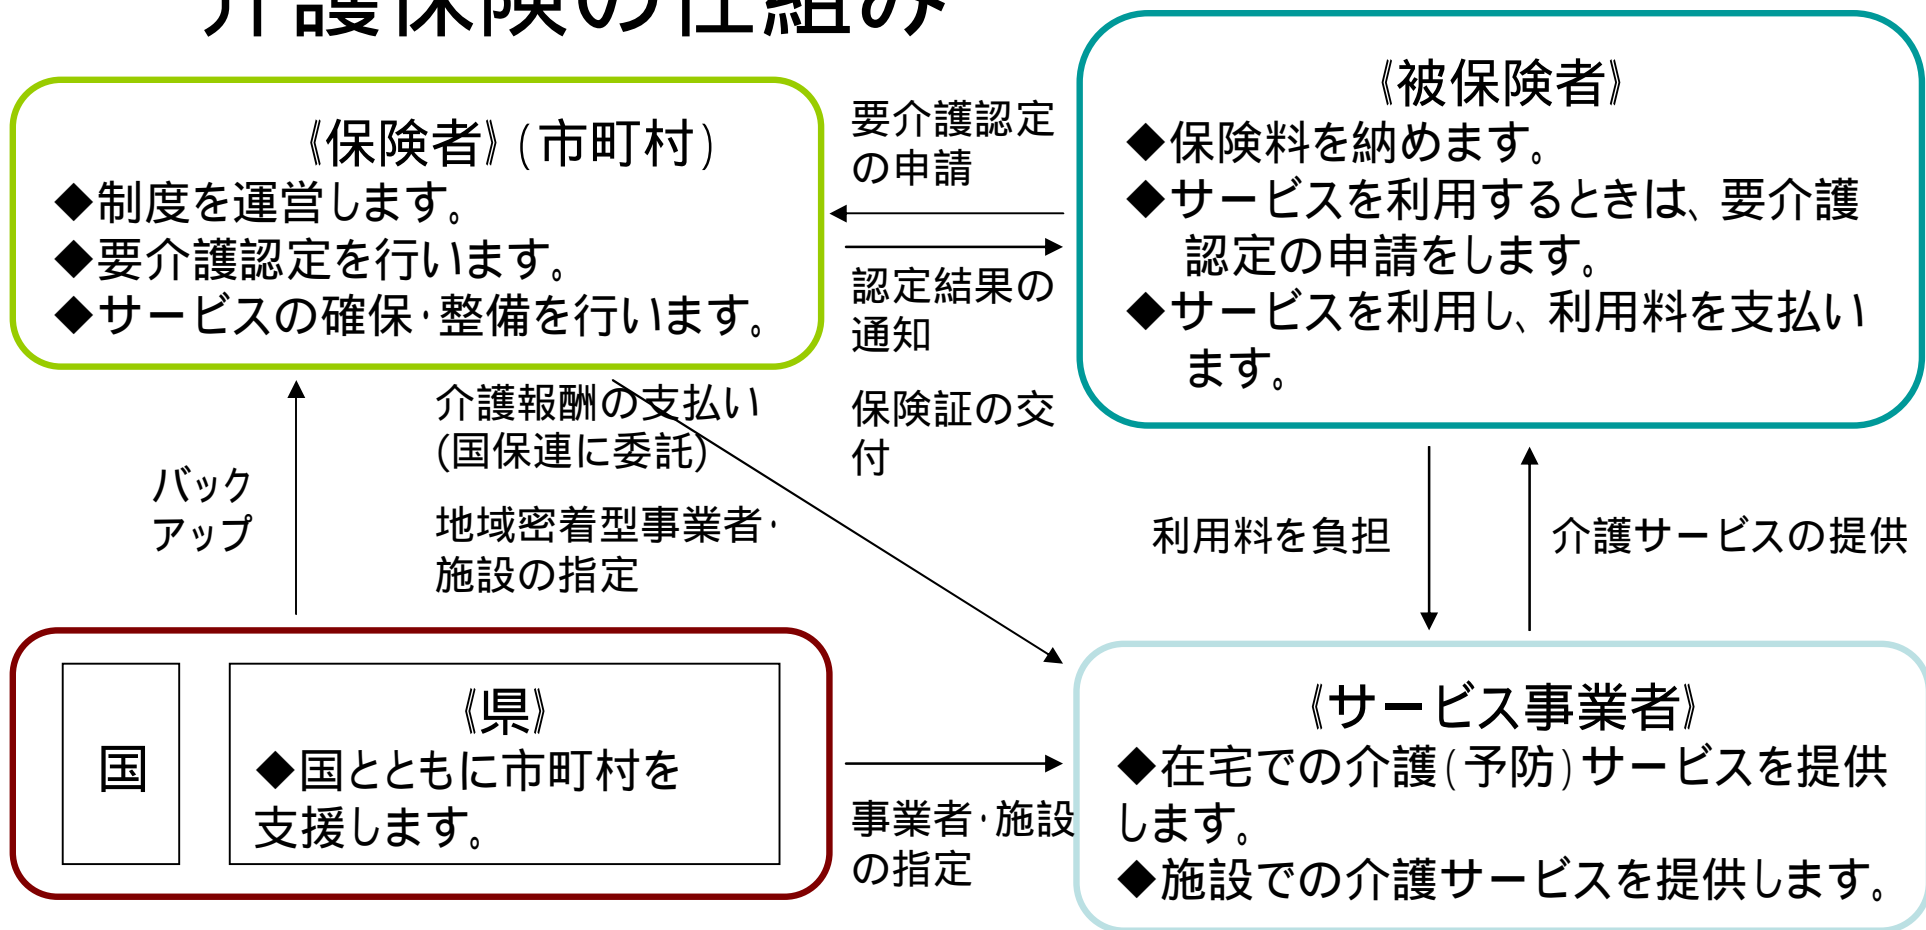 介護保険の仕組み
《保険者》(市町村)
◆制度を運営します。
◆要介護認定を行います。
◆サービスの確保・整備を行います。
要介護認定
の申請
認定結果の
通知
保険証の交
付
《被保険者》
◆保険料を納めます。
◆サービスを利用するときは、要介護
認定の申請をします。
◆サービスを利用し、利用料を支払い
ます。
バック
アップ
介護報酬の支払い
(国保連に委託)
地域密着型事業者・
施設の指定
利用料を負担
介護サービスの提供
国
《県》
◆国とともに市町村を
支援します。
事業者・施設
の指定
《サービス事業者》
◆在宅での介護(予防)サービスを提供
します。
◆施設での介護サービスを提供します。